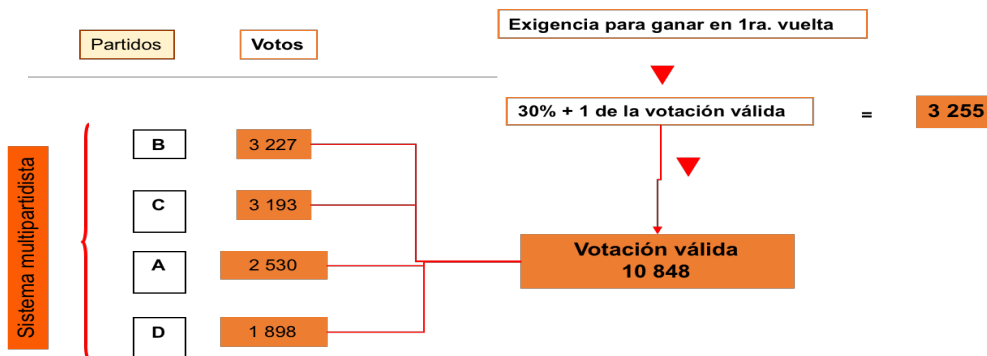 Exigencia para ganar en 1ra. vuelta
Partidos
Votos
30% + 1 de la votación válida
=
3 255
Sistema multipartidista
B
3 227
C
3 193
A
2 530
D
1 898
Votación válida
10 848